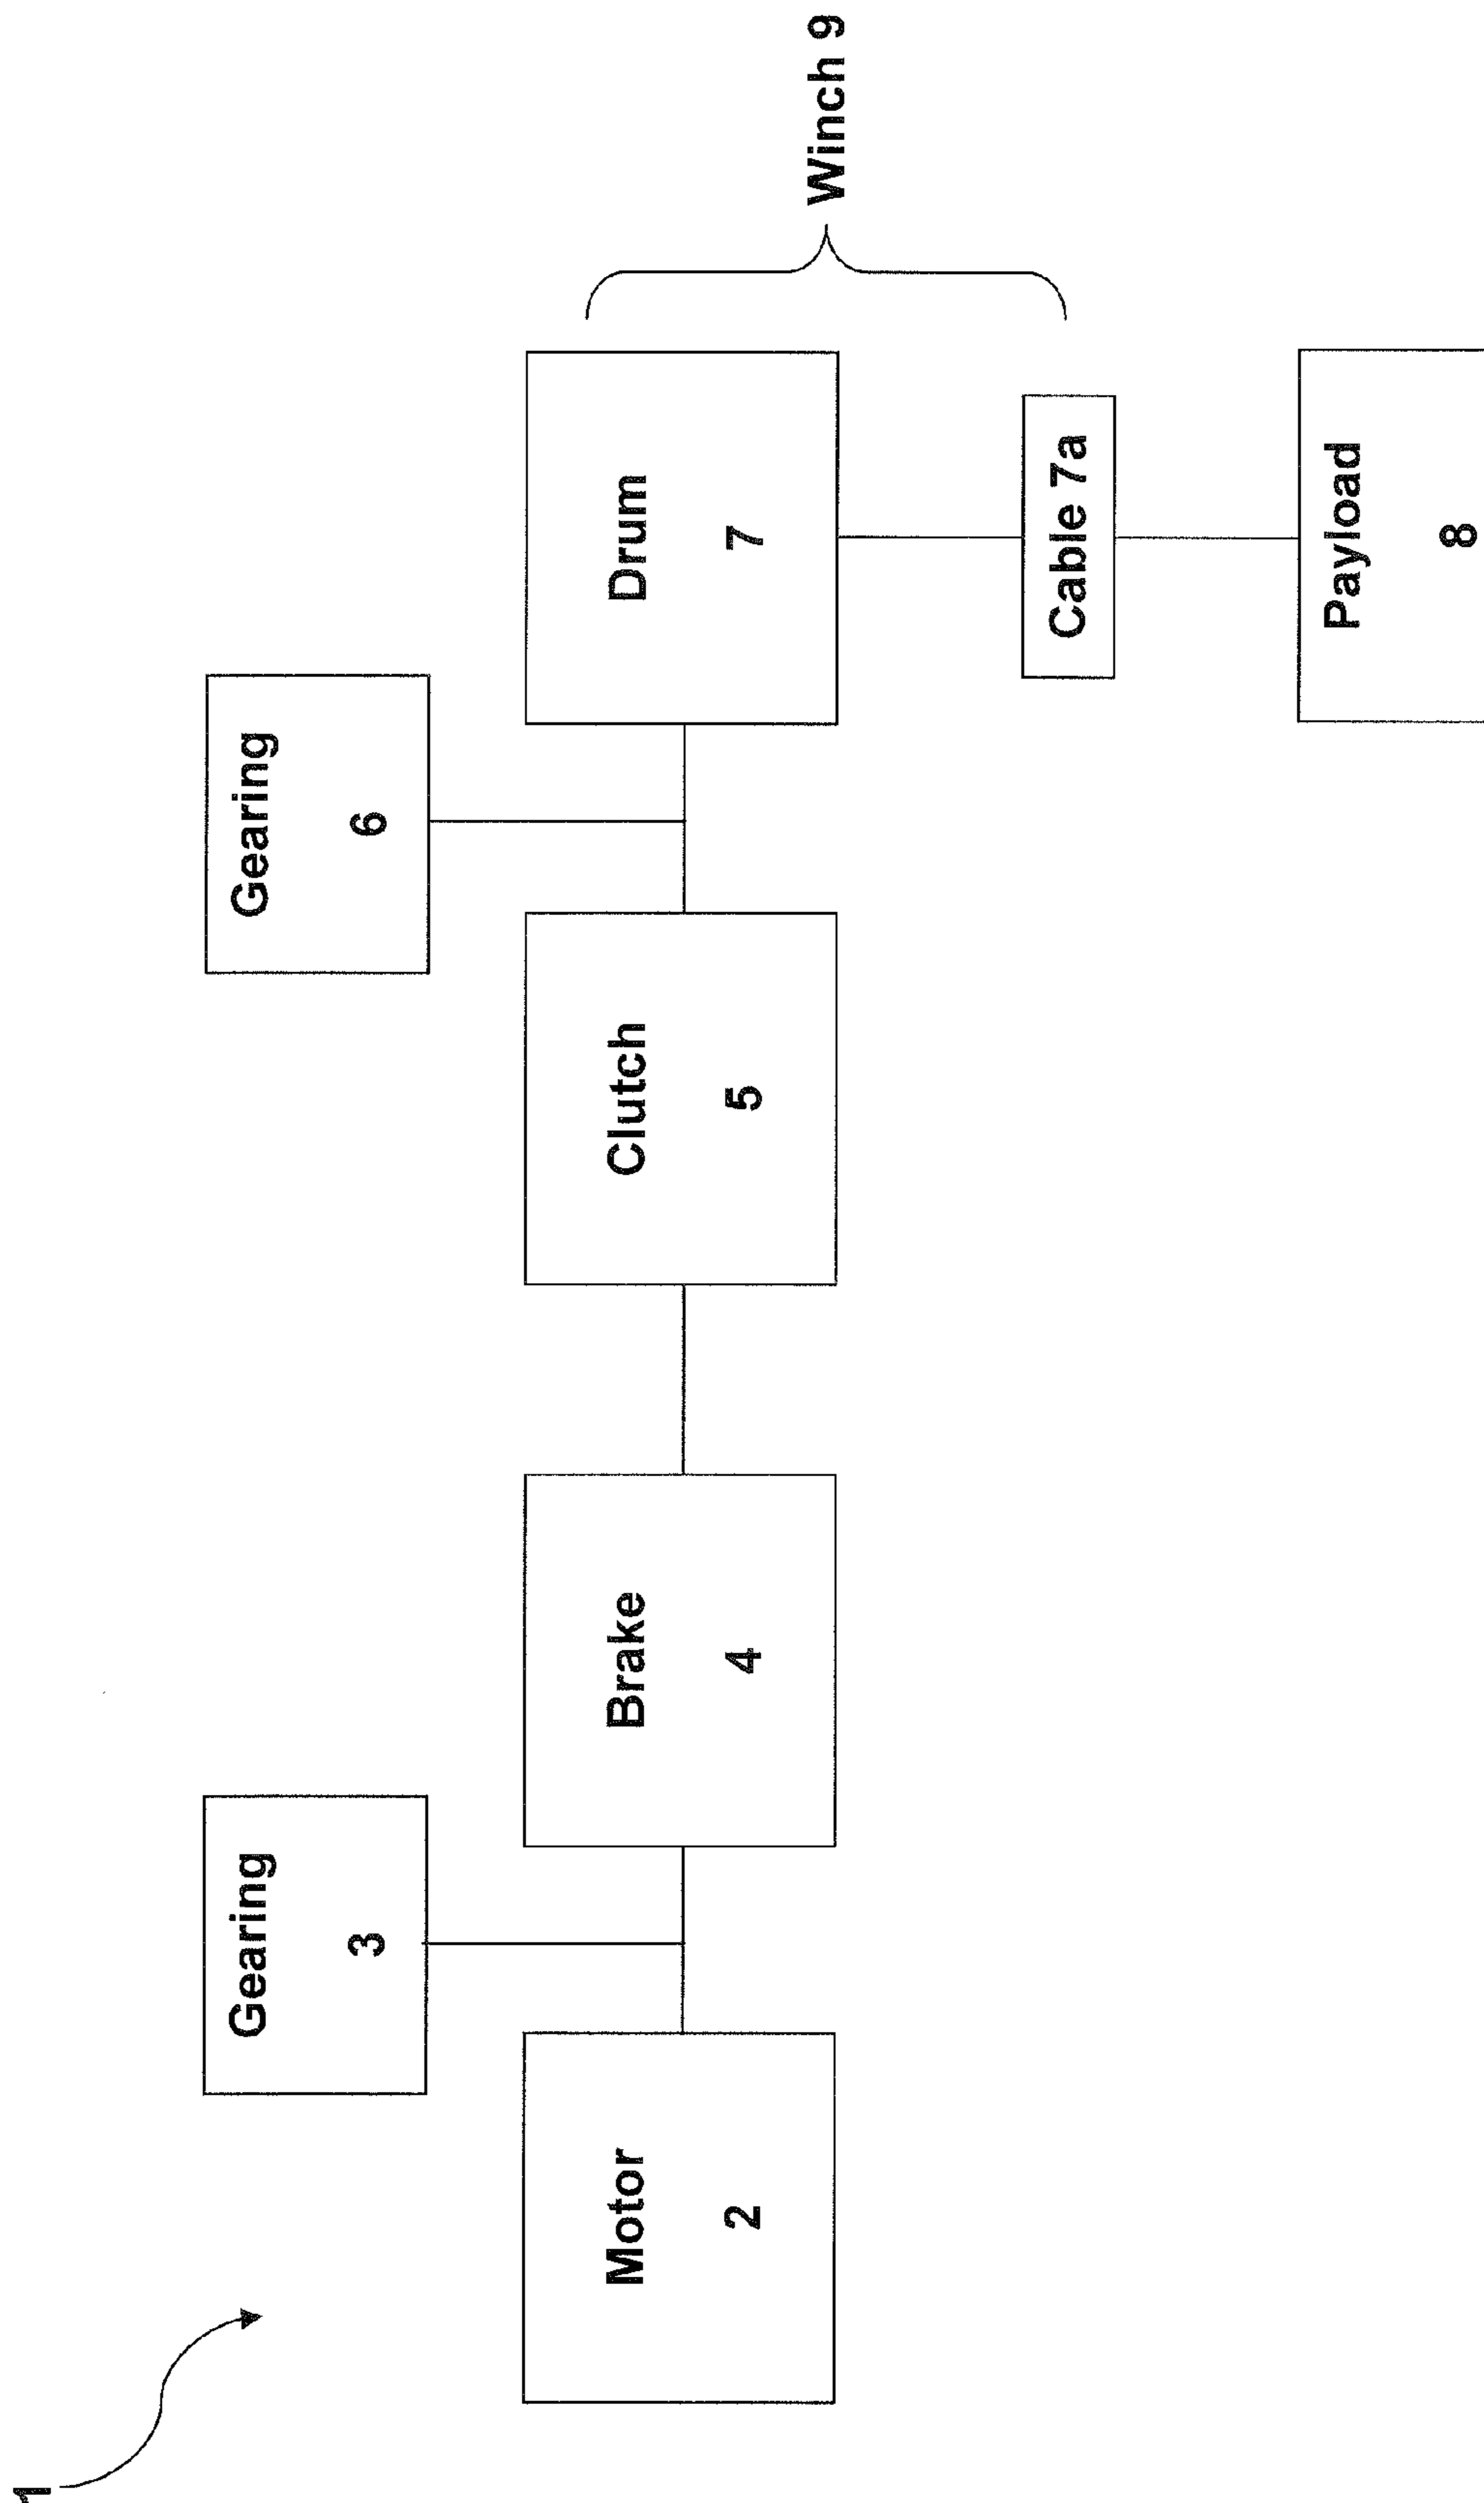 1
Gearing
3
Gearing
6
Motor
2
Brake
4
Clutch
5
Drum
7
Winch 9
Cable 7a
Payload
8